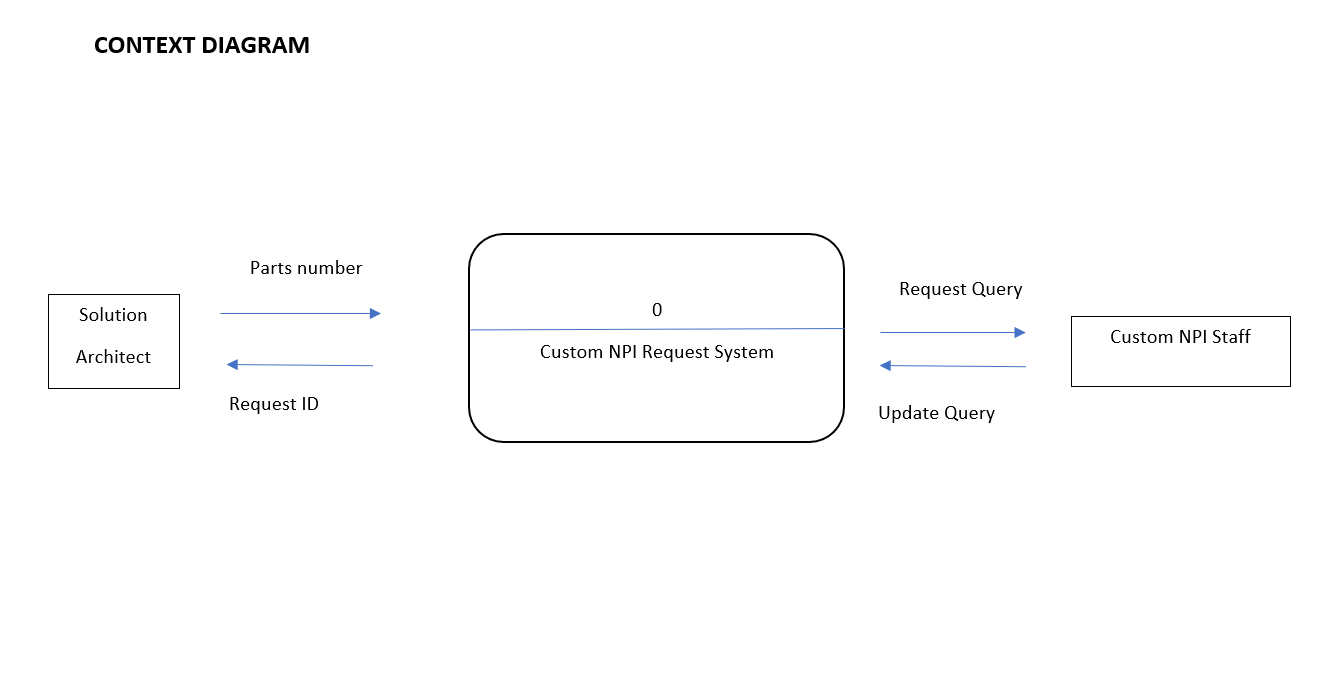 CONTEXT DIAGRAM
Parts number
Solution
Architect
Request ID
0
Custom NPI Request System
Request Query
Update Query
Custom NPI Staff